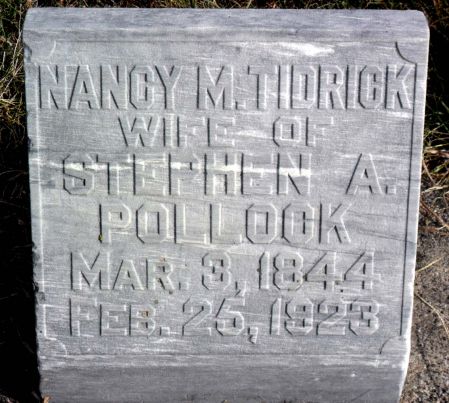 NANCY M. TIDRICK
WIFE OF
STEPHEN A.
POLLOCK
MAR. 3, 1844
FEB. 25, 1923